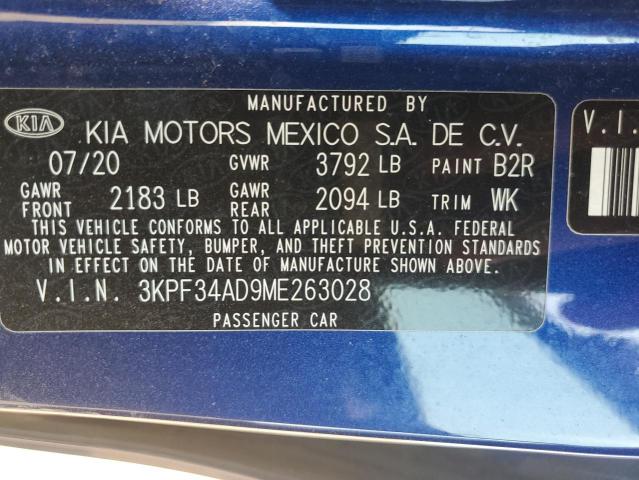 MANUFACTURED BY
KIA KIA MOTORS MEXICO S.A. DE C.V.
07/20 GVWR 3792 LB PAINT B2R
GAWR FRONT 2183 LB GAWR REAR 2094 LB TRIM WK
THIS VEHICLE CONFORMS TO ALL APPLICABLE U.S.A. FEDERAL
MOTOR VEHICLE SAFETY, BUMPER, AND THEFT PREVENTION STANDARDS
IN EFFECT ON THE DATE OF MANUFACTURE SHOWN ABOVE.
V.I.N. 3KPF34AD9ME263028
PASSENGER CAR
V.I.